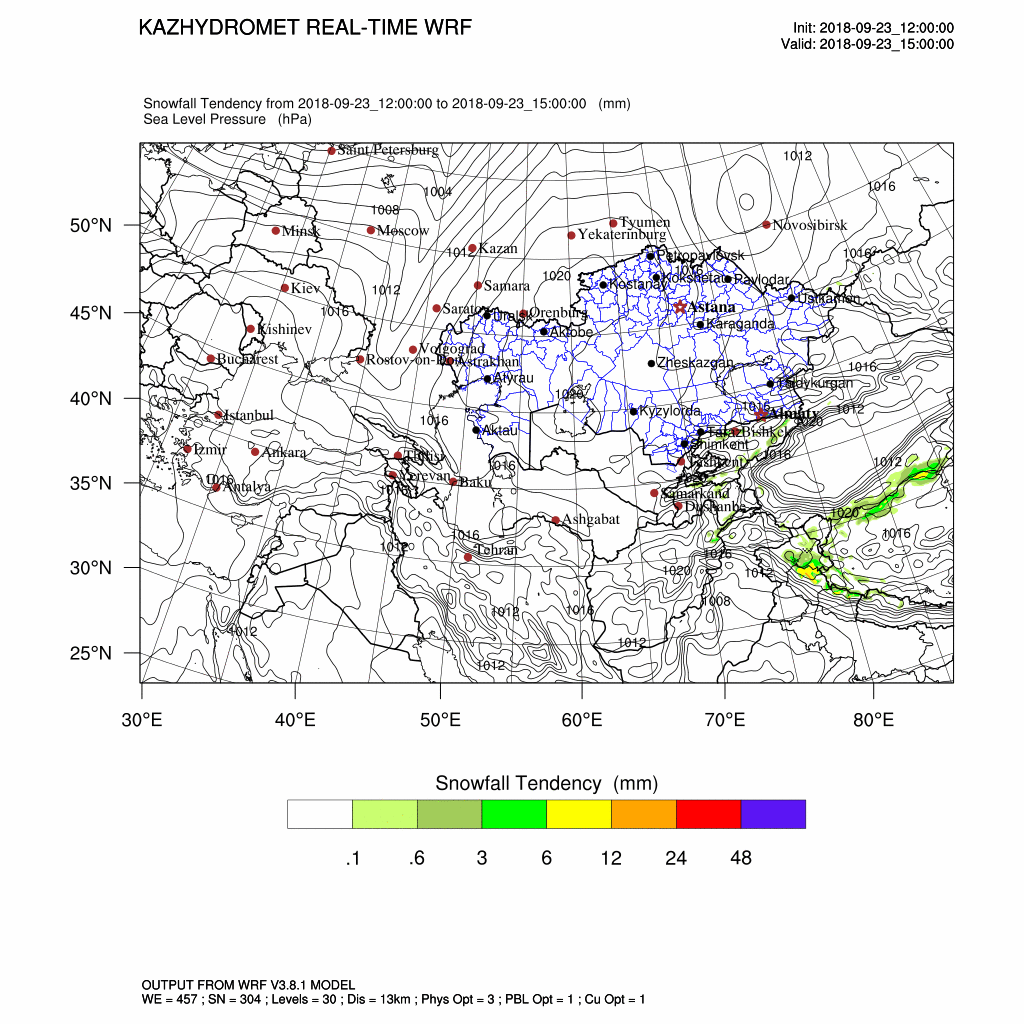 KAZHYDROMET REAL-TIME WRF
Init: 2018-09-23_12:00:00
Valid: 2018-09-23_15:00:00
Snowfall Tendency from 2018-09-23_12:00:00 to 2018-09-23_15:00:00 (mm)
Sea Level Pressure (hPa)
Saint Petersburg
1012
1016
1004
1008
50°N
Minsk
Moscow
Tyumen
Yekaterinburg
Novosibirsk
Kazan
1012
Petropavlovsk
1016
1016
1020
Kokshetau
Pavlodar
Kiev
1012
Samara
Kostanay
Ustkamen
45°N
1016
Saratov
Uralsk
Orenburg
Astana
Kishinev
Aktobe
Karaganda
Bucharest
Rostov-on-Don
Volgograd
Astrakhan
Zheskazgan
1016
Atyrau
Taldykurgan
40°N
1020
1016
1012
Istanbul
1016
Kyzylorda
Almaty
1020
Aktau
Taraz
Bishkek
Izmir
Ankara
Tbilisi
Shimkent
1016
1016
Tashkent
1012
35°N
1016
Antalya
Yerevan
Baku
1020
1016
Samarkand
Dushanbe
1020
Ashgabat
1016
1016
1012
Tehran
1016
30°N
1020
1012
1008
1012
1016
1012
1012
25°N
1012
30°E
40°E
50°E
60°E
70°E
80°E
Snowfall Tendency (mm)
.1
.6
3
6
12
24
48
OUTPUT FROM WRF V3.8.1 MODEL
WE = 457 ; SN = 304 ; Levels = 30 ; Dis = 13km ; Phys Opt = 3 ; PBL Opt = 1 ; Cu Opt = 1